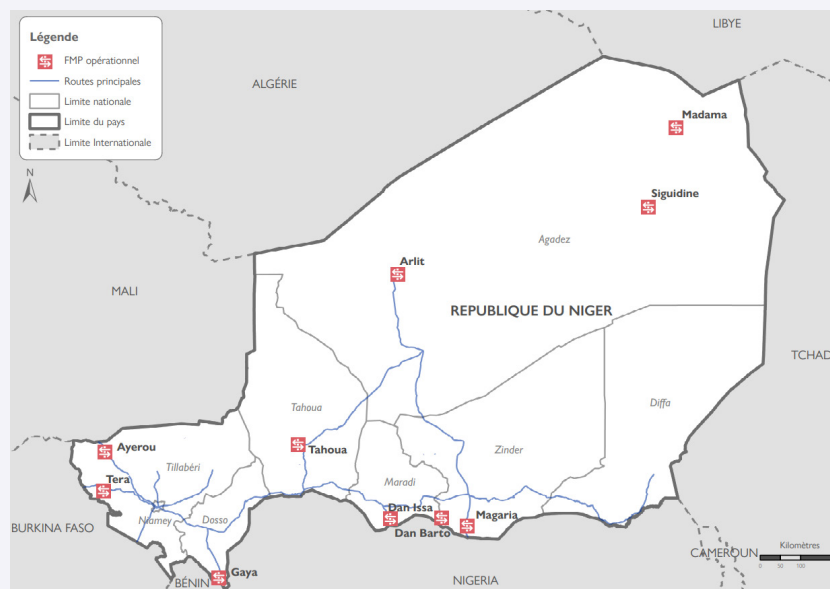 Légende
FMP opérationnel
Routes principales
Limite nationale
Limite du pays
Limite Internationale
N
LIBYE
ALGÉRIE
Madama
Siguidine
Agadez
Arlit
MALI
REPUBLIQUE DU NIGER
TCHAD
Tahoua
Diffa
Ayerou
Tahoua
Zinder
Tillabéri
Tera
Maradi
Dan Issa
Niamey
Dosso
Magaria
BURKINA FASO
Dan Barto
Kilomètres
CAMEROUN
0 50 100
Gaya
BÉNIN
NIGERIA